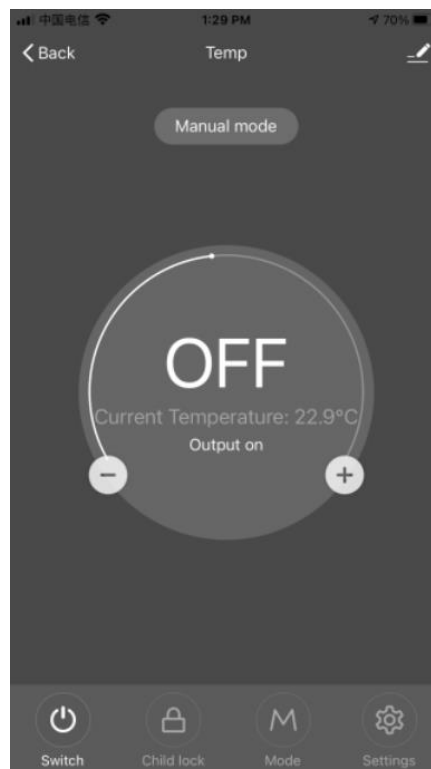 中国电信 1:29 PM 70%
Back Temp
Manual mode
OFF
Current Temperature: 22.9°C
Output on
− +
M
Switch Child lock Mode Settings